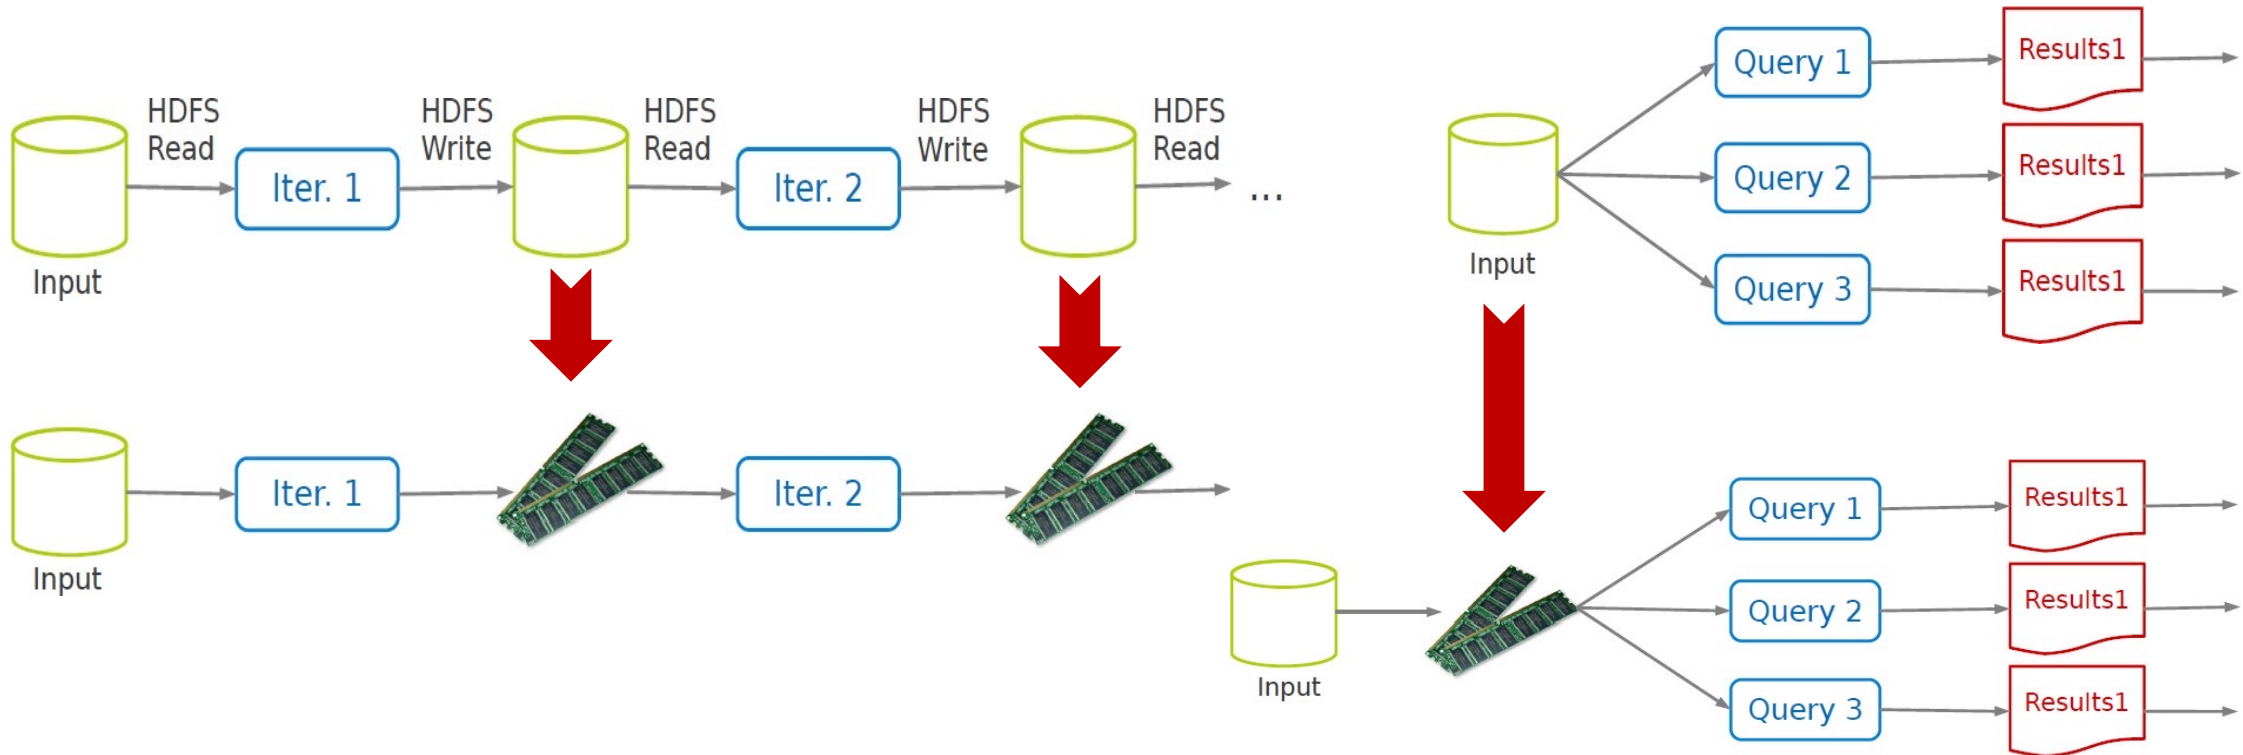 HDFS
Read
HDFS
Write
HDFS
Read
HDFS
Write
HDFS
Read
Iter. 1
Iter. 2
...
Input
Query 1
Results1
Query 2
Results1
Query 3
Results1
Input
Iter. 1
Iter. 2
Input
Query 1
Results1
Query 2
Results1
Query 3
Results1
Input